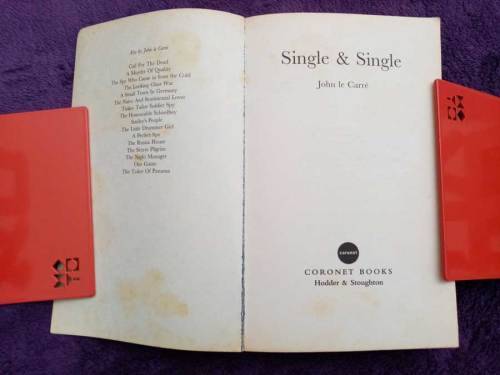 Also by John le Carré
Call For The Dead
A Murder Of Quality
The Spy Who Came in from the Cold
The Looking Glass War
A Small Town In Germany
The Naive And Sentimental Lover
Tinker Tailor Soldier Spy
The Honourable Schoolboy
Smiley's People
The Little Drummer Girl
A Perfect Spy
The Russia House
The Secret Pilgrim
The Night Manager
Our Game
The Tailor Of Panama
Single & Single
John le Carré
CORONET
CORONET BOOKS
Hodder & Stoughton